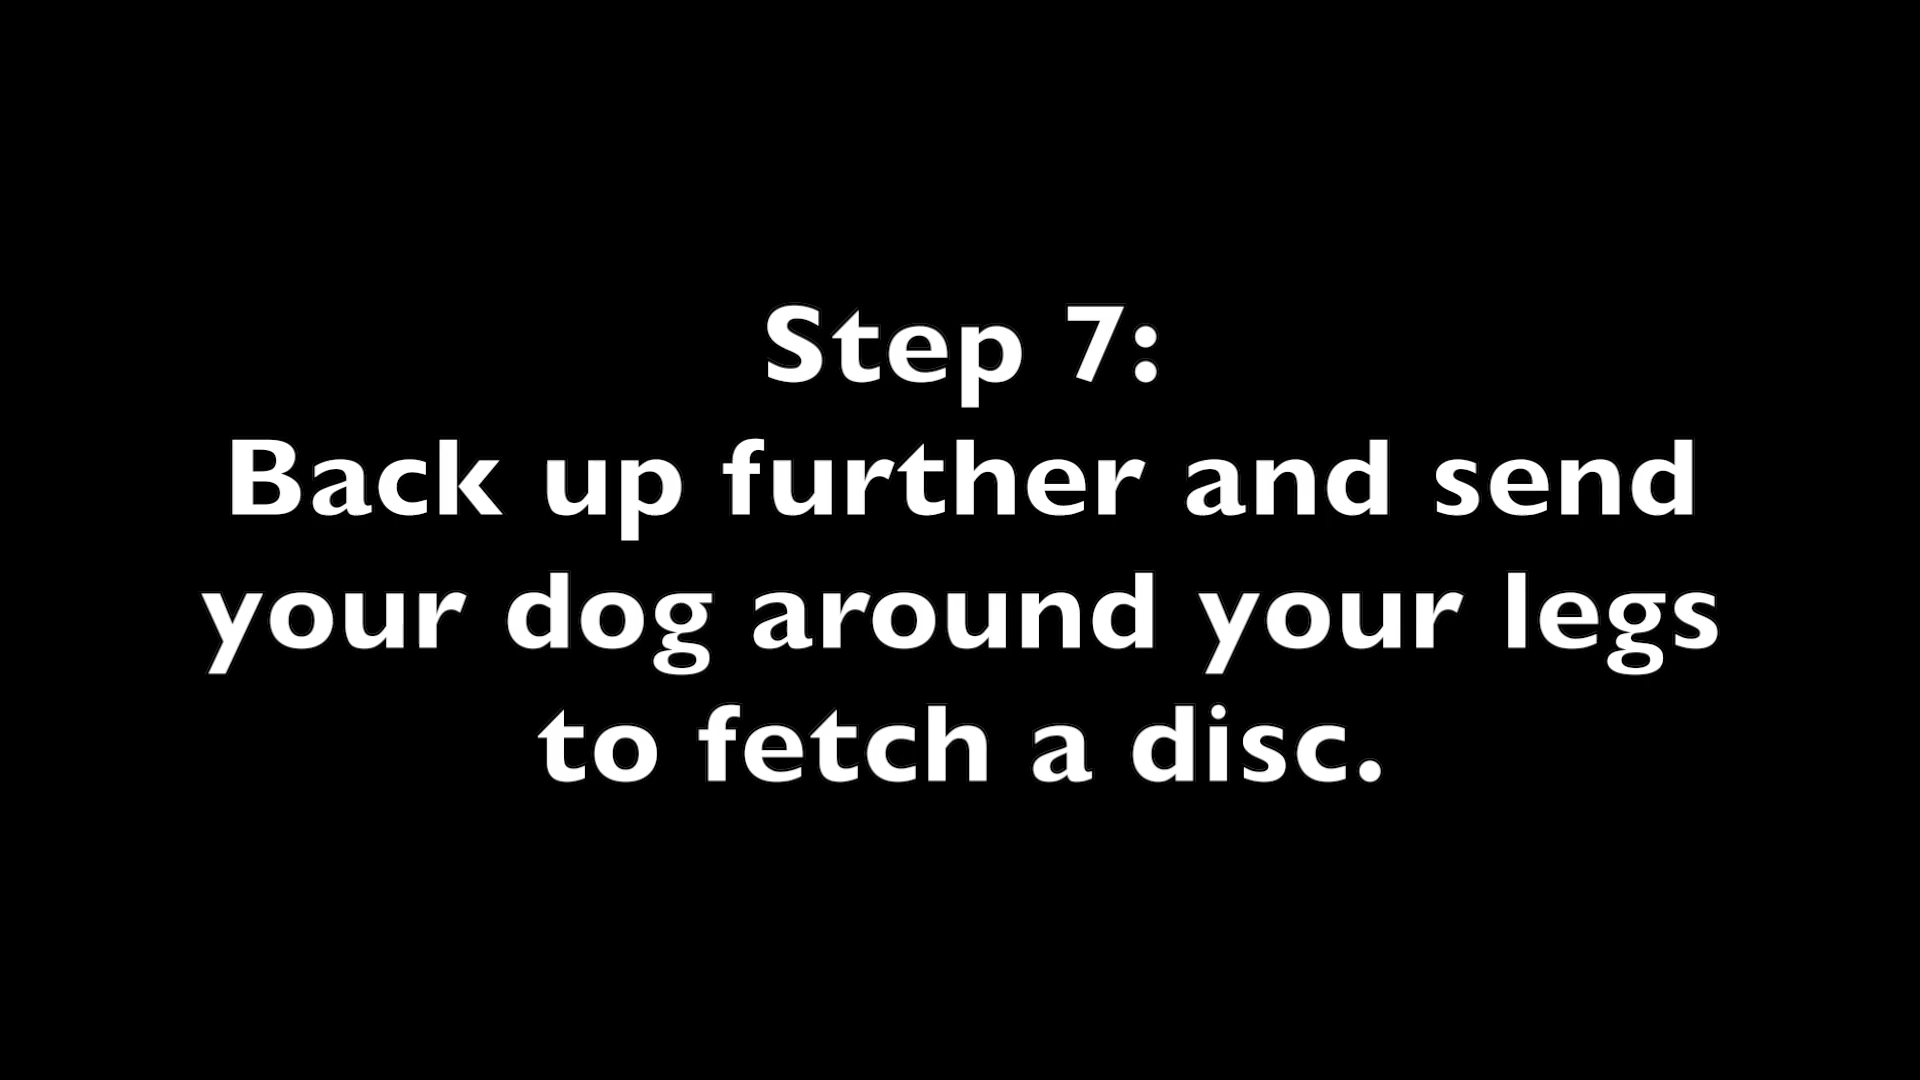 Step 7:
Back up further and send
your dog around your legs
to fetch a disc.